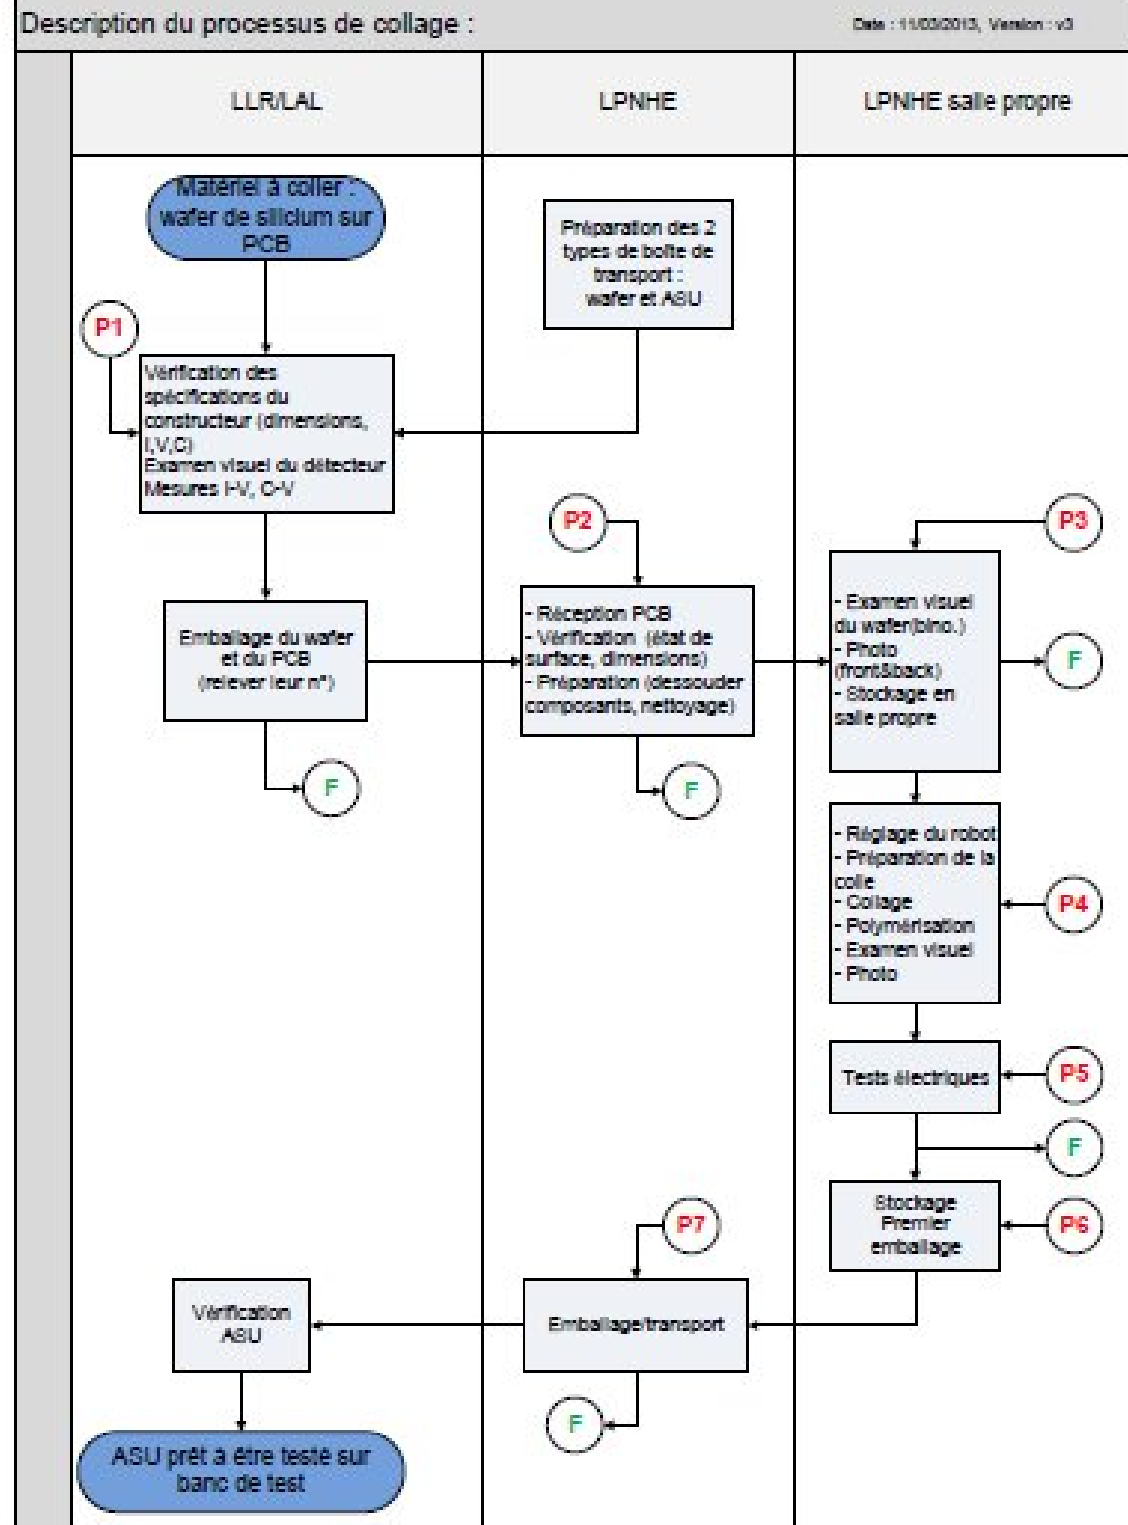 Description du processus de collage :
Date : 11/03/2013, Version : v3
LLR/LAL
LPNHE
LPNHE salle propre
Matériel à coller :
wafer de silicium sur
PCB
Préparation des 2
types de boîte de
transport :
wafer et ASU
P1
Vérification des
spécifications du
constructeur (dimensions,
I,V,C)
Examen visuel du détecteur
Mesures I-V, C-V
P2
P3
Emballage du wafer
et du PCB
(relever leur n°)
- Réception PCB
- Vérification (état de
surface, dimensions)
- Préparation (dessouder
composants, nettoyage)
- Examen visuel
du wafer(bino.)
- Photo
(front&back)
- Stockage en
salle propre
F
F
F
- Réglage du robot
- Préparation de la
colle
- Collage
- Polymérisation
- Examen visuel
- Photo
P4
Tests électriques
P5
F
Stockage
Premier
emballage
P6
P7
Vérification
ASU
Emballage/transport
F
ASU prêt à être testé sur
banc de test